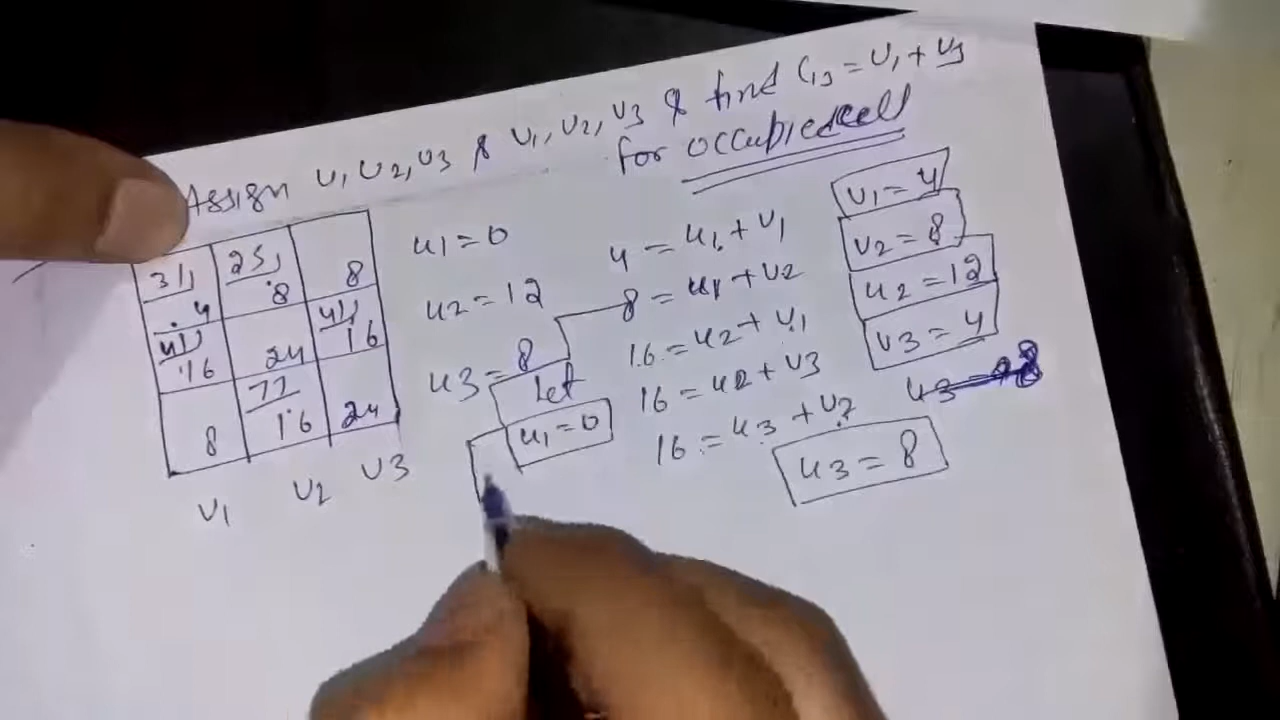 Assign U1 U2, U3 & V1, V2, V3 & find Cij = Ui + Vj
for occupied cell
31, 25,
4 8 8
41, 41,
16 24 16
77
8 16 24
V1 V2 V3
u1 = 0
u2 = 12
u3 = 8
Let
u1 = 0
4 = u1 + V1
8 = u1 + V2
16 = u2 + V1
16 = u2 + V3
16 = u3 + V2
V1 = 4
V2 = 8
u2 = 12
V3 = 4
u3 = 8